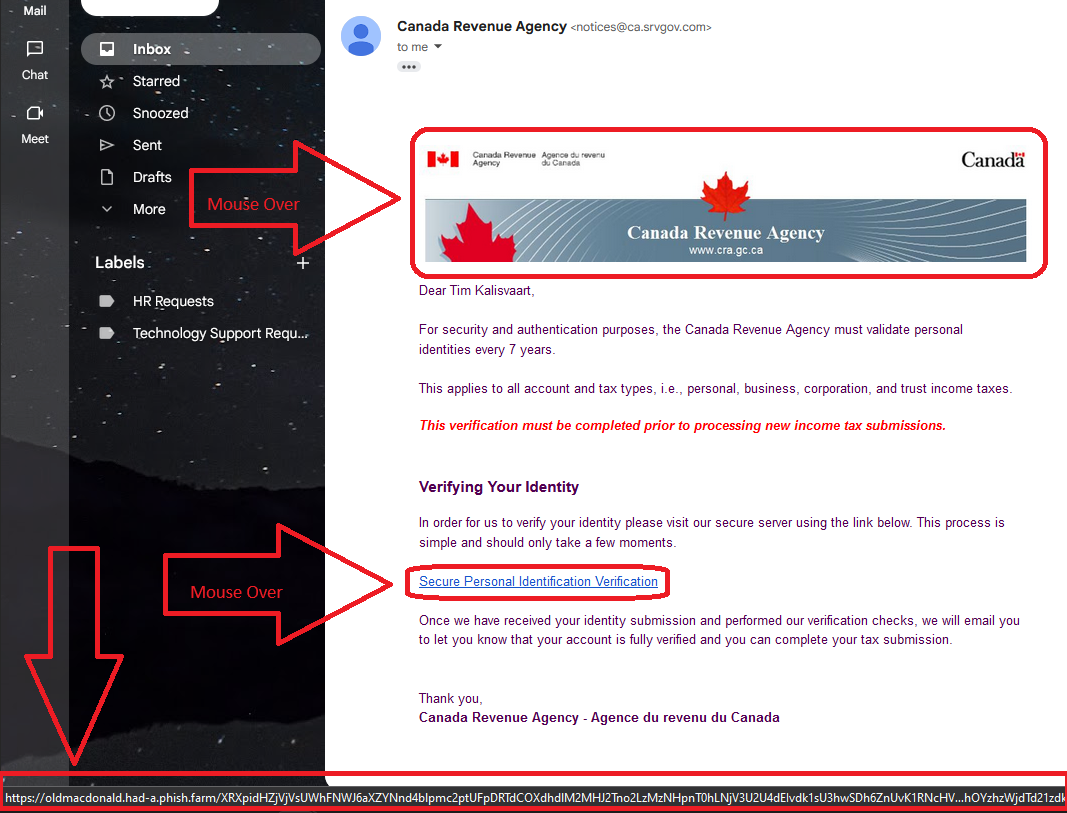 Mail
Chat
Meet
Inbox
Starred
Snoozed
Sent
Drafts
More
Labels
HR Requests
Technology Support Requ...
Mouse Over
Mouse Over
Canada Revenue Agency <notices@ca.srvgov.com>
to me
Canada Revenue Agence du revenu
Agency du Canada
Canada
Canada Revenue Agency
www.cra.gc.ca
Dear Tim Kalisvaart,
For security and authentication purposes, the Canada Revenue Agency must validate personal
identities every 7 years.
This applies to all account and tax types, i.e., personal, business, corporation, and trust income taxes.
This verification must be completed prior to processing new income tax submissions.
Verifying Your Identity
In order for us to verify your identity please visit our secure server using the link below. This process is
simple and should only take a few moments.
Secure Personal Identification Verification
Once we have received your identity submission and performed our verification checks, we will email you
to let you know that your account is fully verified and you can complete your tax submission.
Thank you,
Canada Revenue Agency - Agence du revenu du Canada
https://oldmacdonald.had-a.phish.farm/